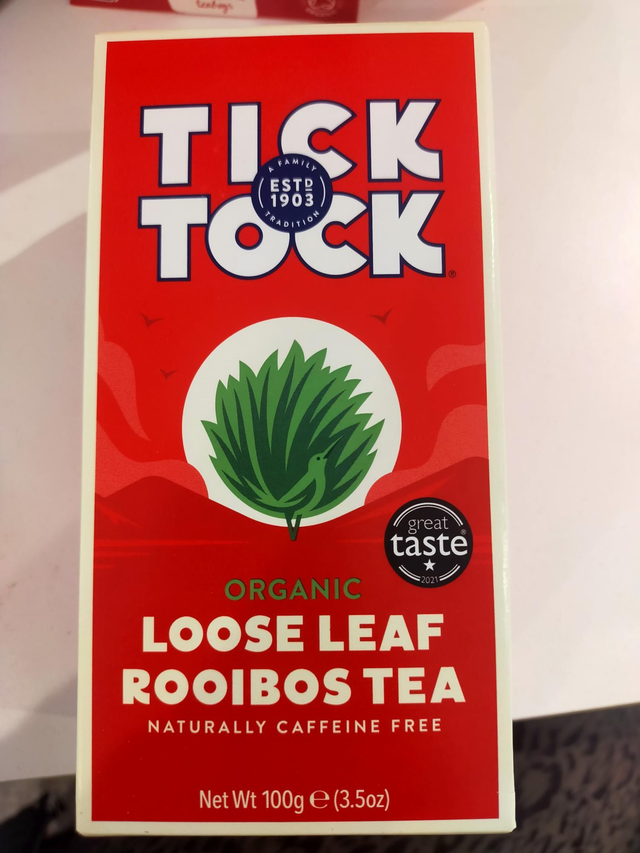 teabags
TICK
TOCK®
A FAMILY
ESTD
1903
TRADITION
great
taste®
2021
ORGANIC
LOOSE LEAF
ROOIBOS TEA
NATURALLY CAFFEINE FREE
Net Wt 100g ℮ (3.5oz)